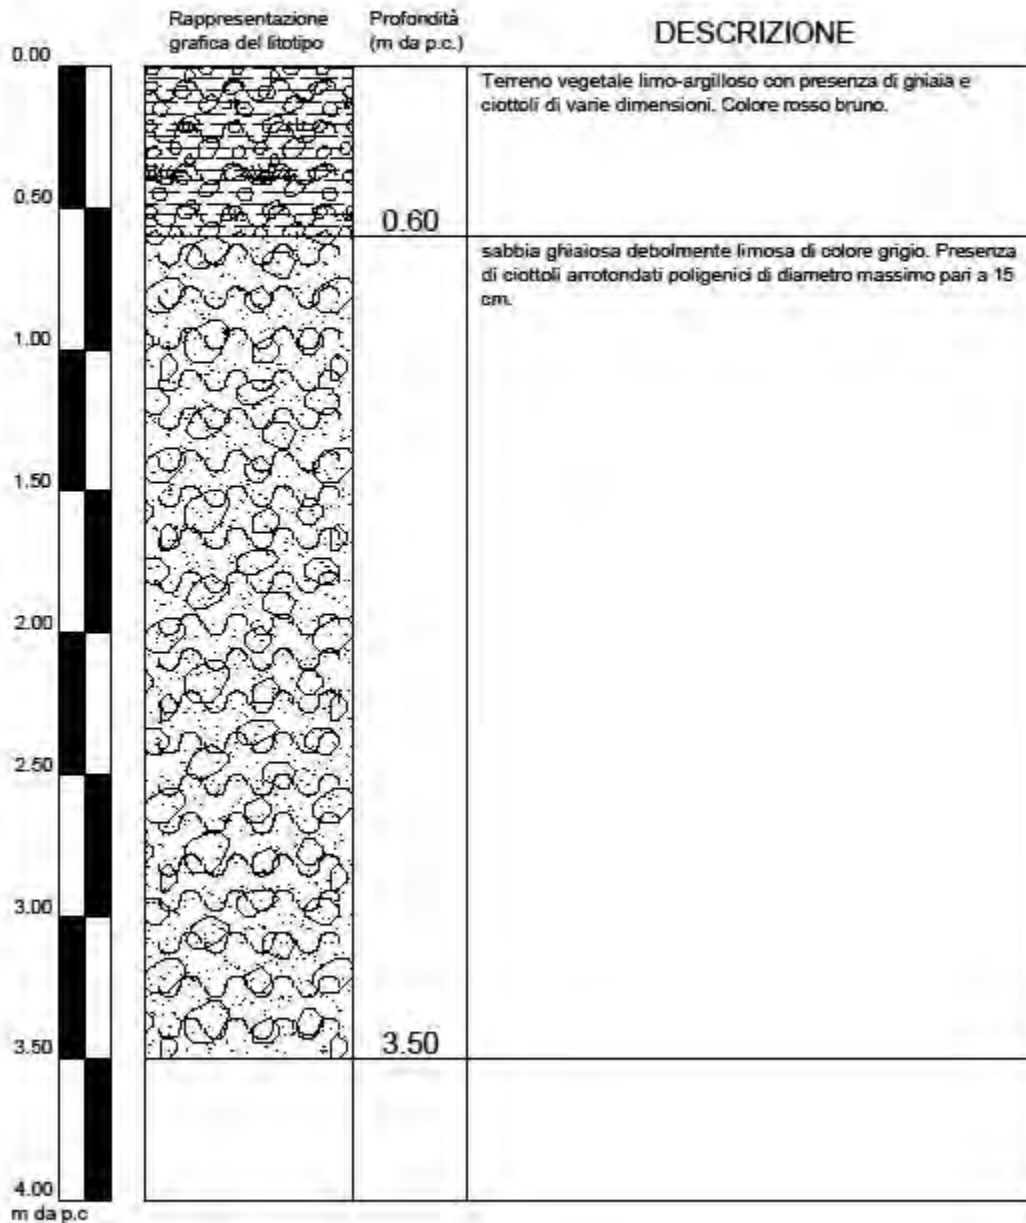 Rappresentazione
grafica del litotipo
Profondità
(m da p.c.)
DESCRIZIONE
0.00
Terreno vegetale limo-argilloso con presenza di ghiaia e
ciottoli di varie dimensioni. Colore rosso bruno.
0.50
0.60
sabbia ghiaiosa debolmente limosa di colore grigio. Presenza
di ciottoli arrotondati poligenici di diametro massimo pari a 15
cm.
1.00
1.50
2.00
2.50
3.00
3.50
3.50
4.00
m da p.c